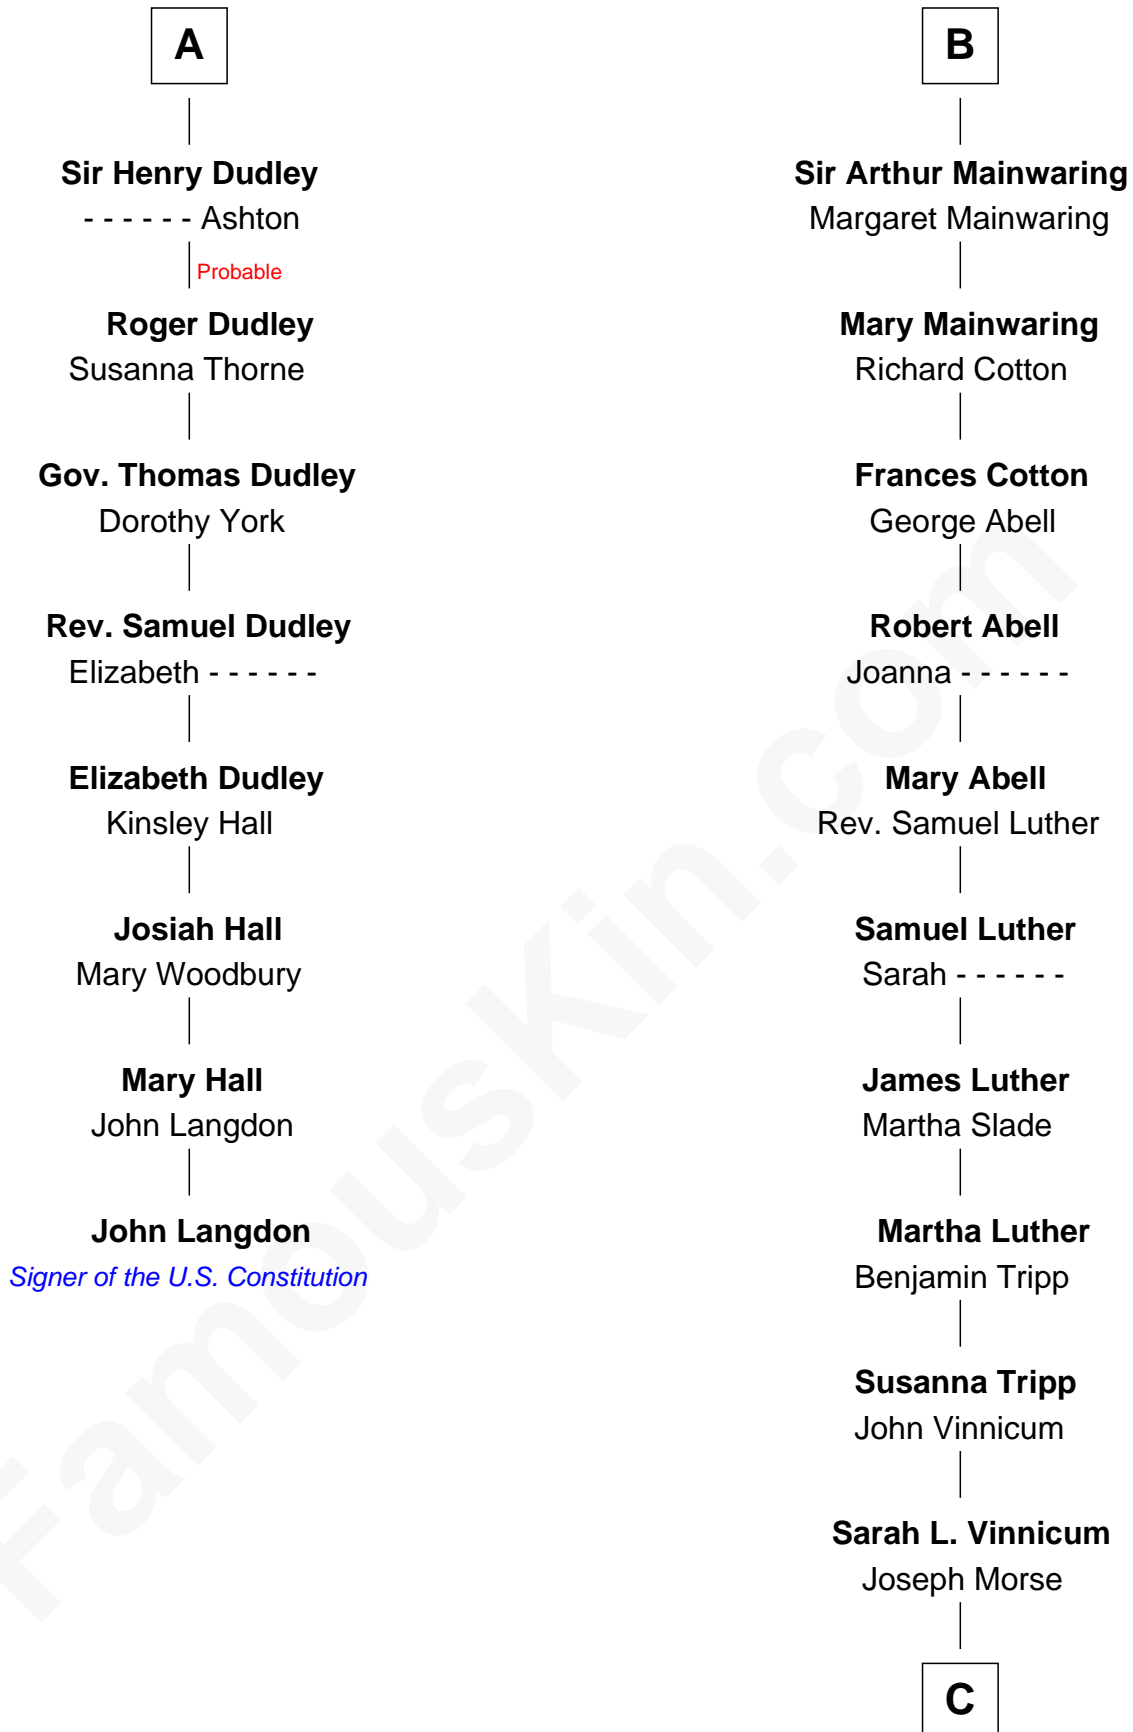 A
Sir Henry Dudley
- - - - - - Ashton
Probable
Roger Dudley
Susanna Thorne
Gov. Thomas Dudley
Dorothy York
Rev. Samuel Dudley
Elizabeth - - - - - -
Elizabeth Dudley
Kinsley Hall
Josiah Hall
Mary Woodbury
Mary Hall
John Langdon
John Langdon
Signer of the U.S. Constitution
B
Sir Arthur Mainwaring
Margaret Mainwaring
Mary Mainwaring
Richard Cotton
Frances Cotton
George Abell
Robert Abell
Joanna - - - - - -
Mary Abell
Rev. Samuel Luther
Samuel Luther
Sarah - - - - - -
James Luther
Martha Slade
Martha Luther
Benjamin Tripp
Susanna Tripp
John Vinnicum
Sarah L. Vinnicum
Joseph Morse
C
FamousKin.com